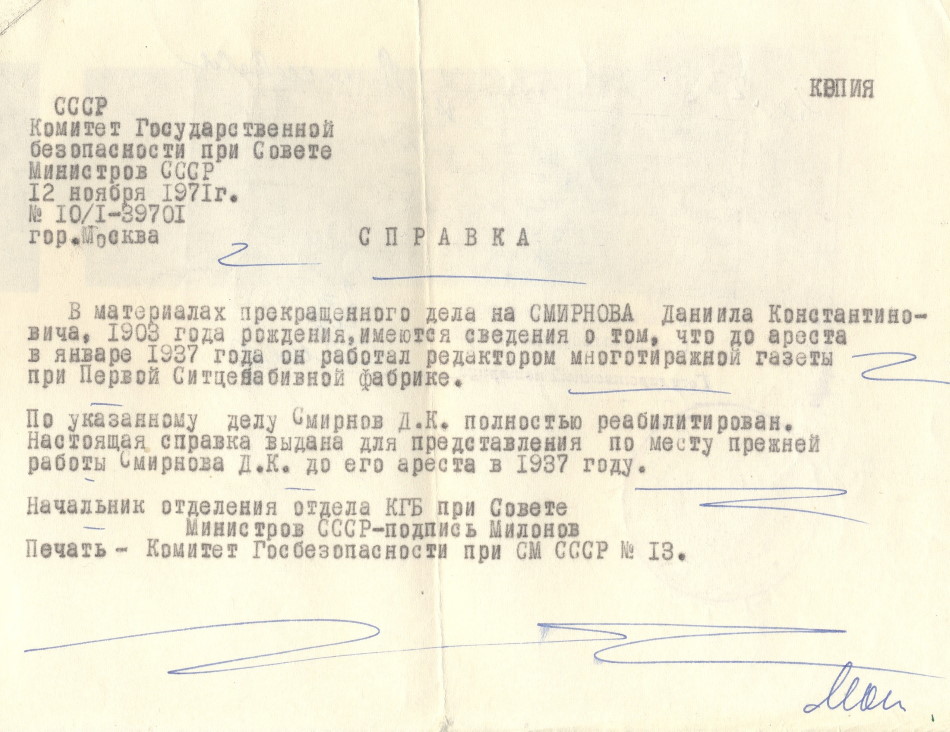 КОПИЯ
СССР
Комитет Государственной
безопасности при Совете
Министров СССР
12 ноября 1971г.
№ 10/1-39701
гор.Москва
СПРАВКА
В материалах прекращенного дела на СМИРНОВА Даниила Константино-
вича, 1903 года рождения,имеются сведения о том, что до ареста
в январе 1937 года он работал редактором многотиражной газеты
при Первой Ситценабивной фабрике.
По указанному делу Смирнов Д.К. полностью реабилитирован.
Настоящая справка выдана для представления по месту прежней
работы Смирнова Д.К. до его ареста в 1937 году.
Начальник отделения отдела КГБ при Совете
Министров СССР-подпись Милонов
Печать - Комитет Госбезопасности при СМ СССР № 13.